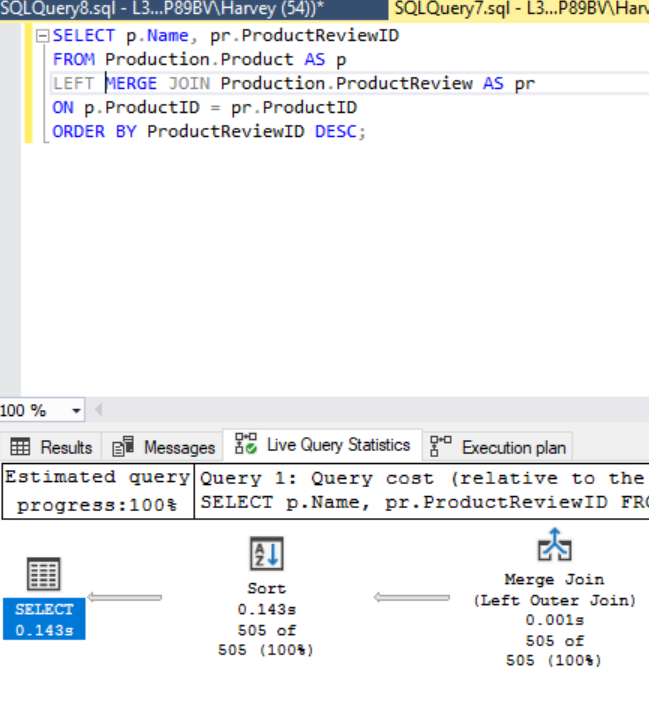 SQLQuery8.sql - L3...P89BV\Harvey (54))*
SQLQuery7.sql - L3...P89BV\Harv
SELECT p.Name, pr.ProductReviewID
FROM Production.Product AS p
LEFT MERGE JOIN Production.ProductReview AS pr
ON p.ProductID = pr.ProductID
ORDER BY ProductReviewID DESC;
100 %
Results
Messages
Live Query Statistics
Execution plan
Estimated query
progress:100%
Query 1: Query cost (relative to the
SELECT p.Name, pr.ProductReviewID FRO
SELECT
0.143s
Sort
0.143s
505 of
505 (100%)
Merge Join
(Left Outer Join)
0.001s
505 of
505 (100%)